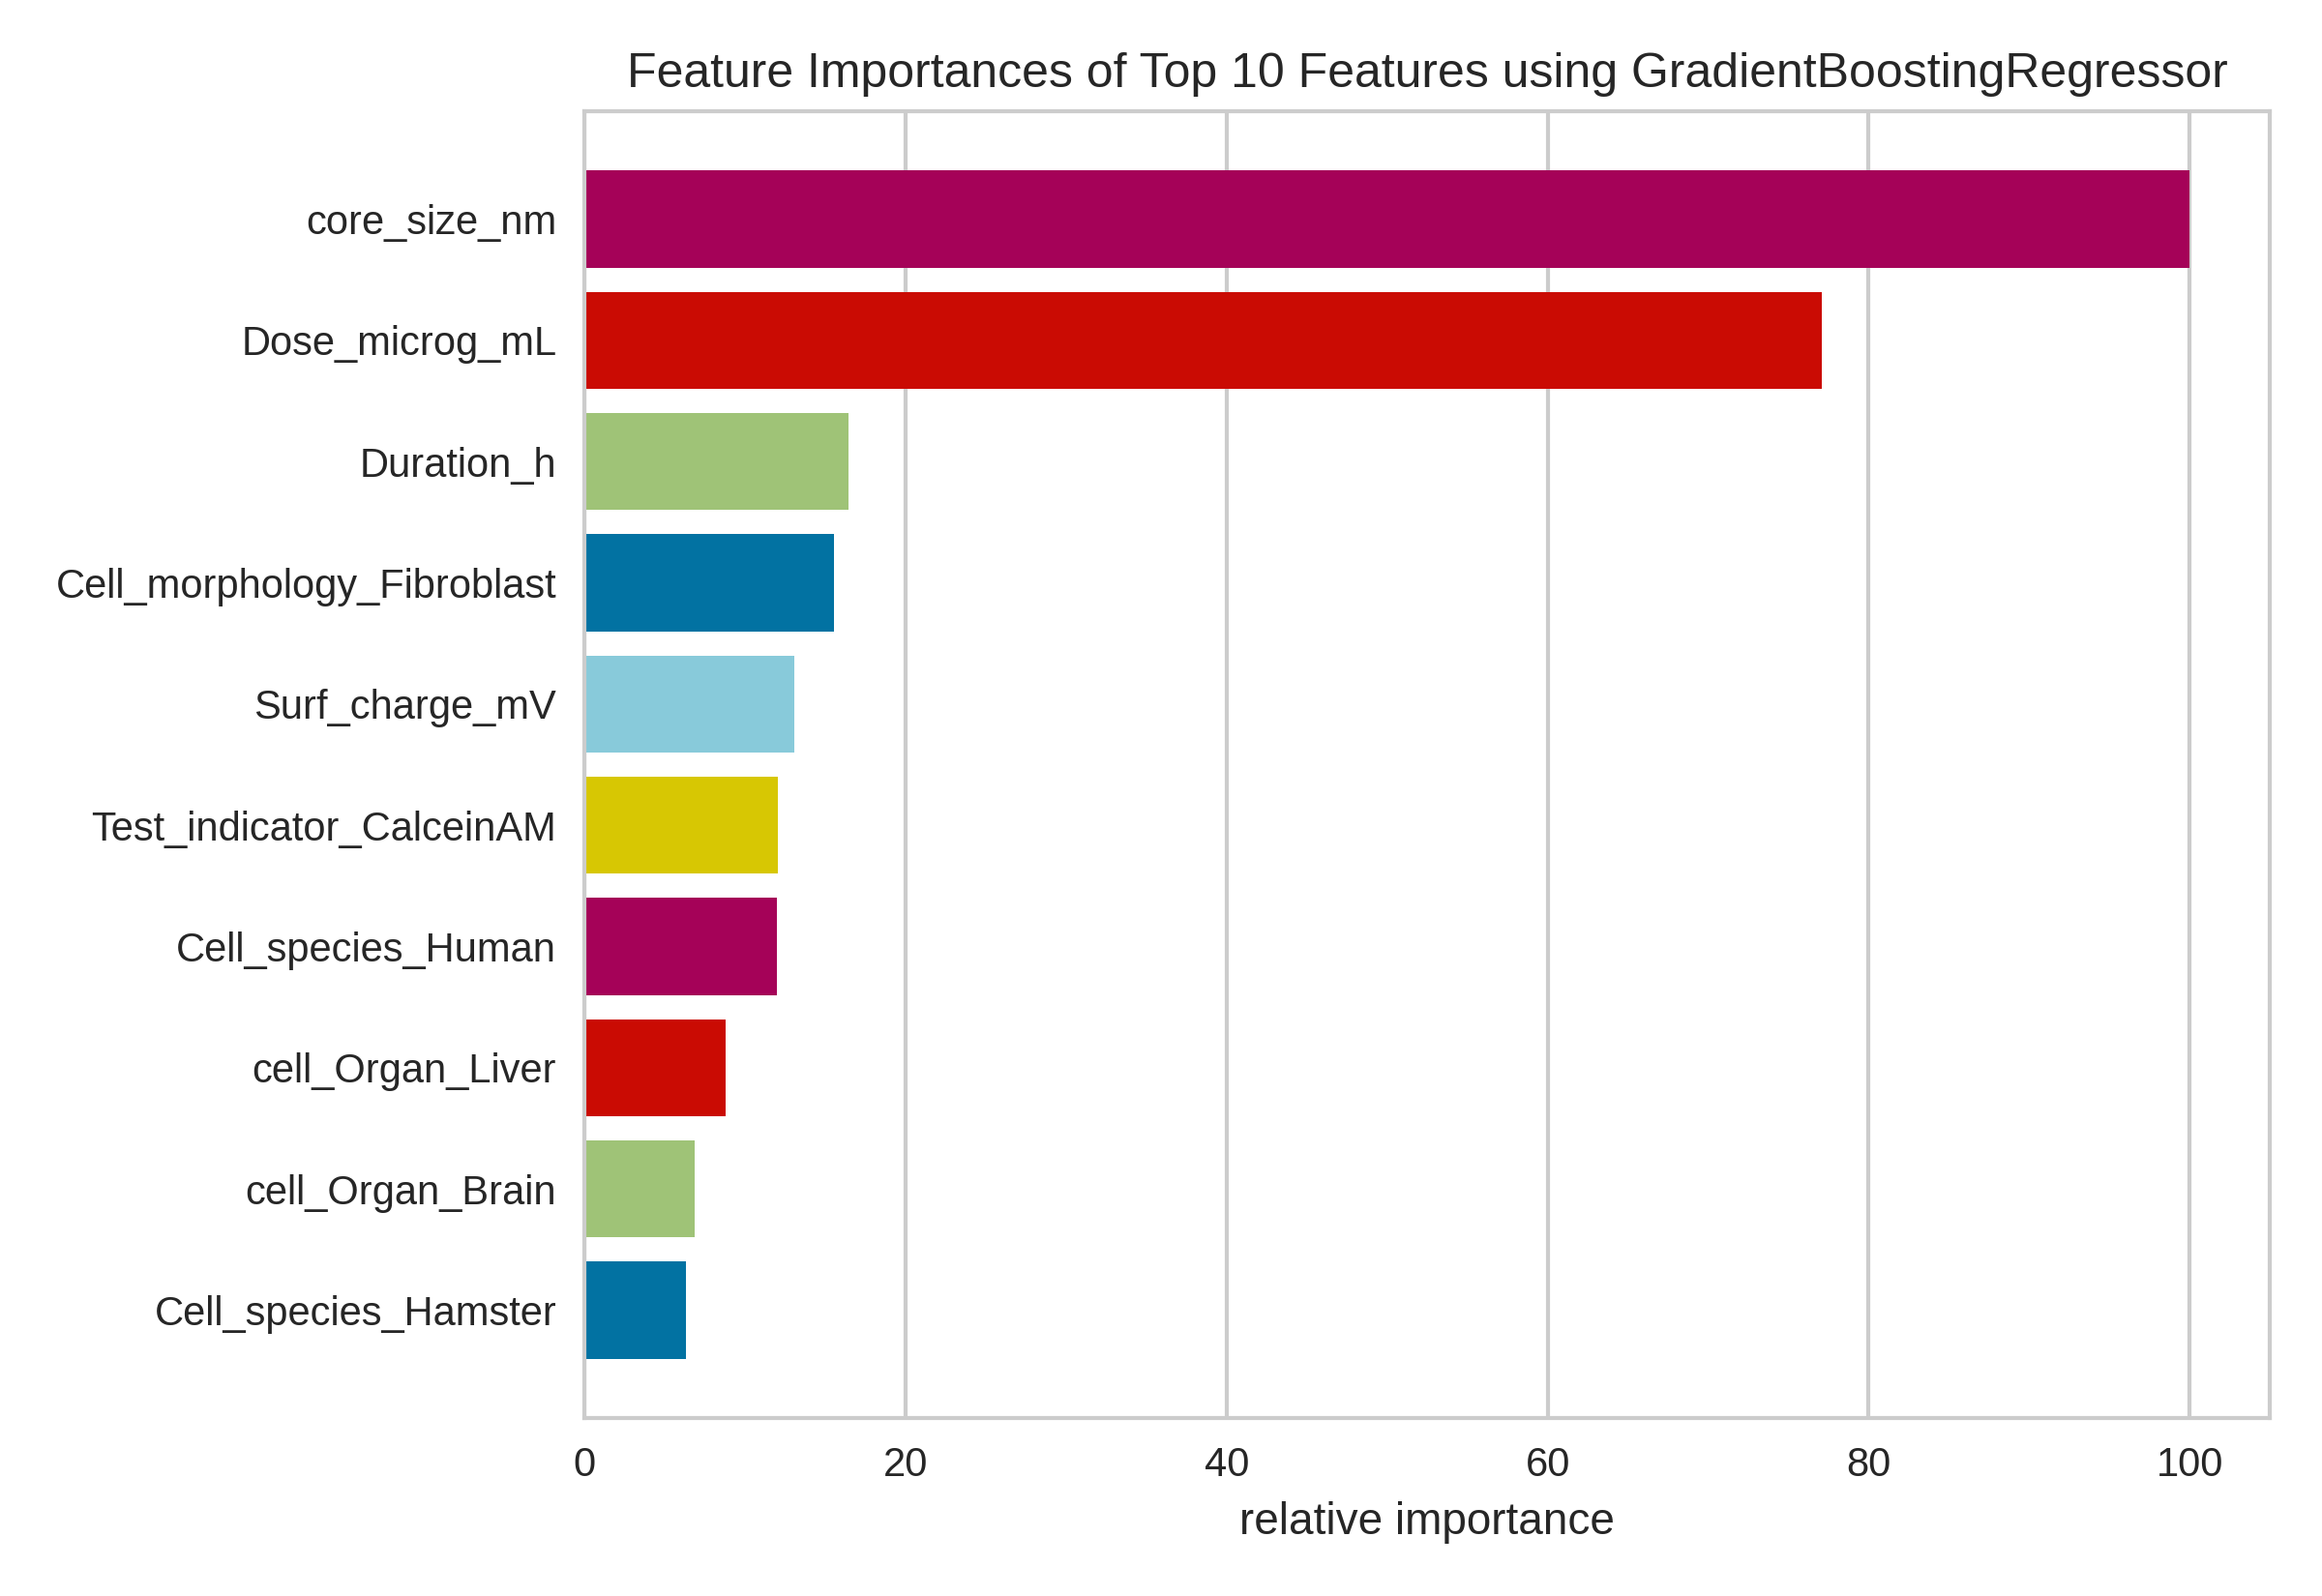 Feature Importances of Top 10 Features using GradientBoostingRegressor
core_size_nm
Dose_microg_mL
Duration_h
Cell_morphology_Fibroblast
Surf_charge_mV
Test_indicator_CalceinAM
Cell_species_Human
cell_Organ_Liver
cell_Organ_Brain
Cell_species_Hamster
0 20 40 60 80 100
relative importance